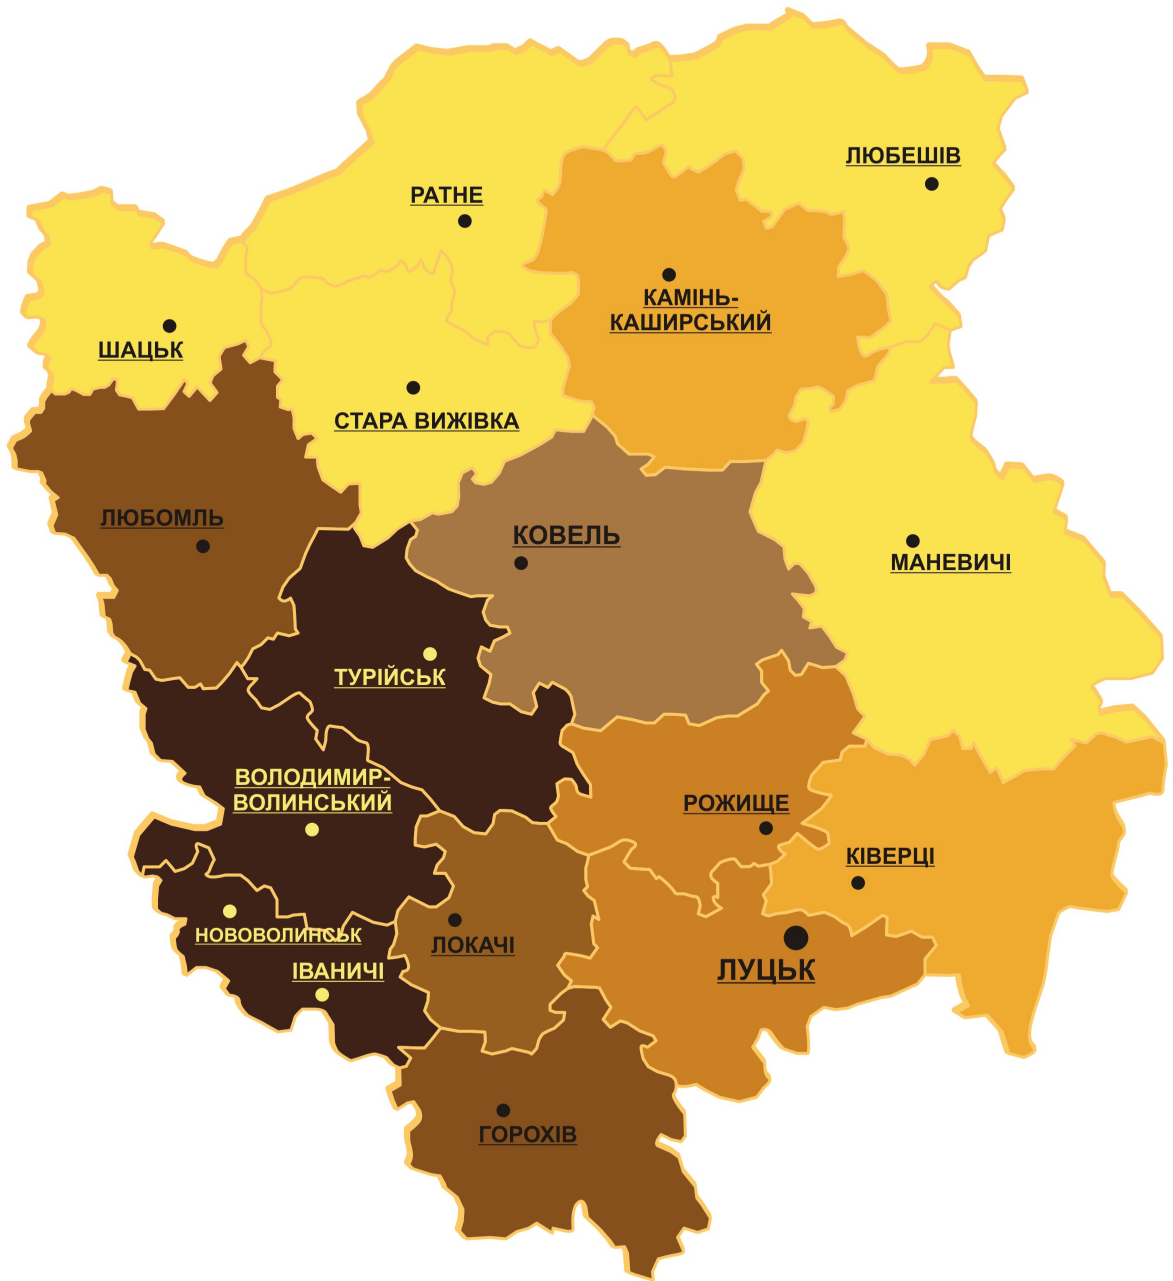 ЛЮБЕШІВ
РАТНЕ
КАМІНЬ-
КАШИРСЬКИЙ
ШАЦЬК
СТАРА ВИЖІВКА
ЛЮБОМЛЬ
КОВЕЛЬ
МАНЕВИЧІ
ТУРІЙСЬК
ВОЛОДИМИР-
ВОЛИНСЬКИЙ
РОЖИЩЕ
КІВЕРЦІ
НОВОВОЛИНСЬК
ЛОКАЧІ
ІВАНИЧІ
ЛУЦЬК
ГОРОХІВ